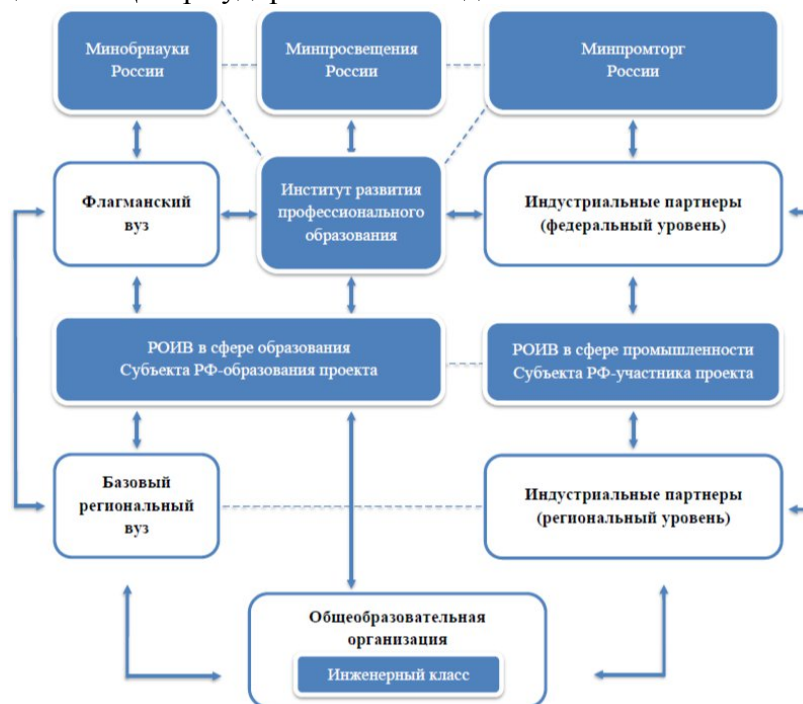 Минобрнауки
России
Минпросвещения
России
Минпромторг
России
Флагманский
вуз
Институт развития
профессионального
образования
Индустриальные партнеры
(федеральный уровень)
РОИВ в сфере образования
Субъекта РФ-образования проекта
РОИВ в сфере промышленности
Субъекта РФ-участника проекта
Базовый
региональный
вуз
Индустриальные партнеры
(региональный уровень)
Общеобразовательная
организация
Инженерный класс